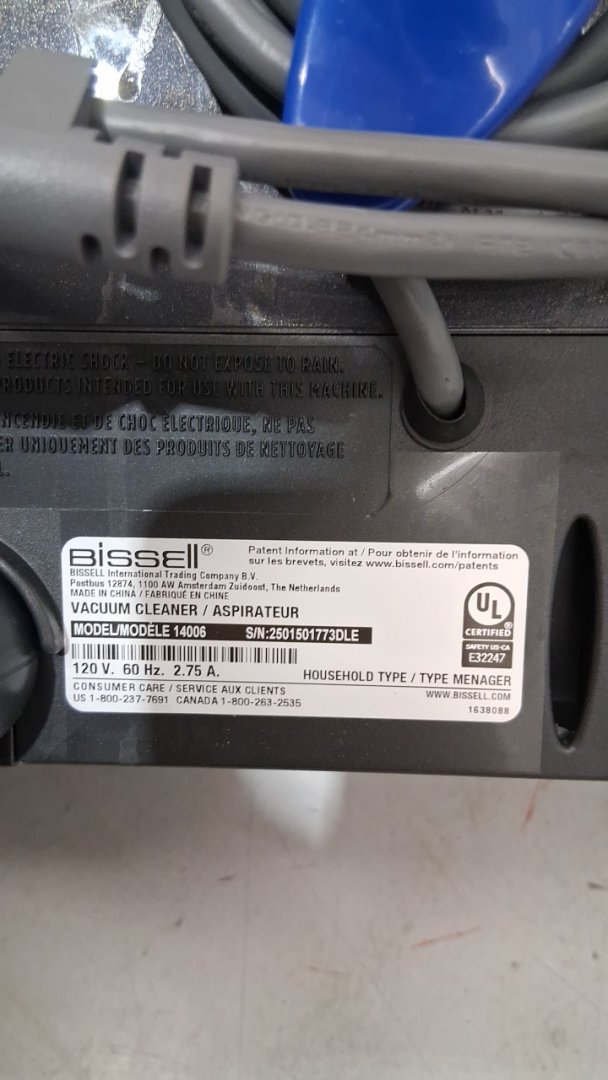 ELECTRIC SHOCK – DO NOT EXPOSE TO RAIN.
PRODUCTS INTENDED FOR USE WITH THIS MACHINE.
INCENDIE ET DE CHOC ÉLECTRIQUE, NE PAS
ER UNIQUEMENT DES PRODUITS DE NETTOYAGE
BISSELL®
Patent Information at / Pour obtenir de l'information
sur les brevets, visitez www.bissell.com/patents
BISSELL International Trading Company B.V.
Postbus 12874, 1100 AW Amsterdam Zuidoost, The Netherlands
MADE IN CHINA / FABRIQUÉ EN CHINE
VACUUM CLEANER / ASPIRATEUR
MODEL/MODÈLE 14006 S/N:2501501773DLE
120 V. 60 Hz. 2.75 A.
HOUSEHOLD TYPE / TYPE MENAGER
CONSUMER CARE / SERVICE AUX CLIENTS
US 1-800-237-7691 CANADA 1-800-263-2535
WWW.BISSELL.COM
1638088
UL
CERTIFIED
SAFETY US-CA
E32247